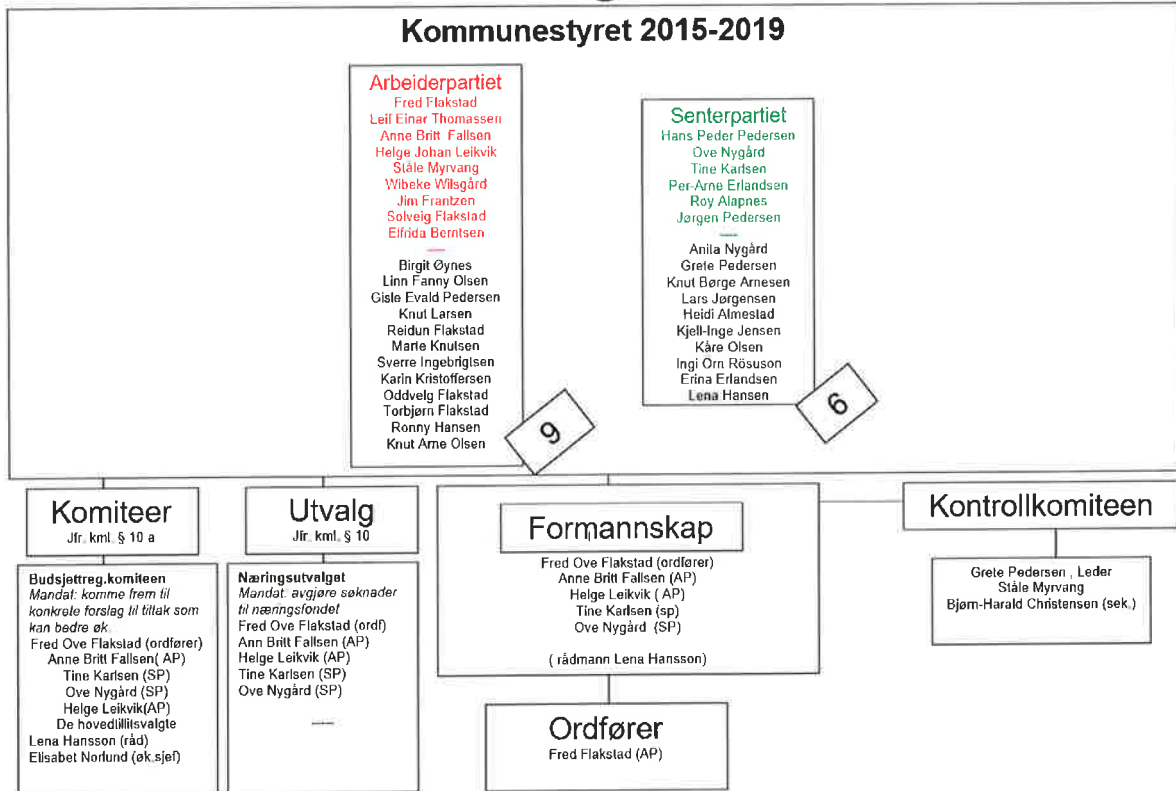 Kommunestyret 2015-2019
Arbeiderpartiet
Fred Flakstad
Leif Einar Thomassen
Anne Britt Fallsen
Helge Johan Leikvik
Ståle Myrvang
Wibeke Wilsgård
Jim Frantzen
Solveig Flakstad
Elfrida Berntsen
Birgit Øynes
Linn Fanny Olsen
Gisle Evald Pedersen
Knut Larsen
Reidun Flakstad
Marie Knutsen
Sverre Ingebrigtsen
Karin Kristoffersen
Oddveig Flakstad
Torbjørn Flakstad
Ronny Hansen
Knut Arne Olsen
9
Senterpartiet
Hans Peder Pedersen
Ove Nygård
Tine Karlsen
Per-Arne Erlandsen
Roy Alapnes
Jørgen Pedersen
Anita Nygård
Grete Pedersen
Knut Børge Arnesen
Lars Jørgensen
Heidi Almestad
Kjell-Inge Jensen
Kåre Olsen
Ingi Orn Rösuson
Erina Erlandsen
Lena Hansen
6
Komiteer
Jfr. kml. § 10 a
Budsjettreg.komiteen
Mandat: komme frem til
konkrete forslag til tiltak som
kan bedre øk.
Fred Ove Flakstad (ordfører)
Anne Britt Fallsen( AP)
Tine Karlsen (SP)
Ove Nygård (SP)
Helge Leikvik(AP)
De hovedtillitsvalgte
Lena Hansson (råd)
Elisabet Norlund (øk.sjef)
Utvalg
Jfr. kml. § 10
Næringsutvalget
Mandat: avgjøre søknader
til næringsfondet
Fred Ove Flakstad (ordf)
Ann Britt Fallsen (AP)
Helge Leikvik (AP)
Tine Karlsen (SP)
Ove Nygård (SP)
Formannskap
Fred Ove Flakstad (ordfører)
Anne Britt Fallsen (AP)
Helge Leikvik ( AP)
Tine Karlsen (sp)
Ove Nygård (SP)
( rådmann Lena Hansson)
Ordfører
Fred Flakstad (AP)
Kontrollkomiteen
Grete Pedersen , Leder
Ståle Myrvang
Bjørn-Harald Christensen (sek.)